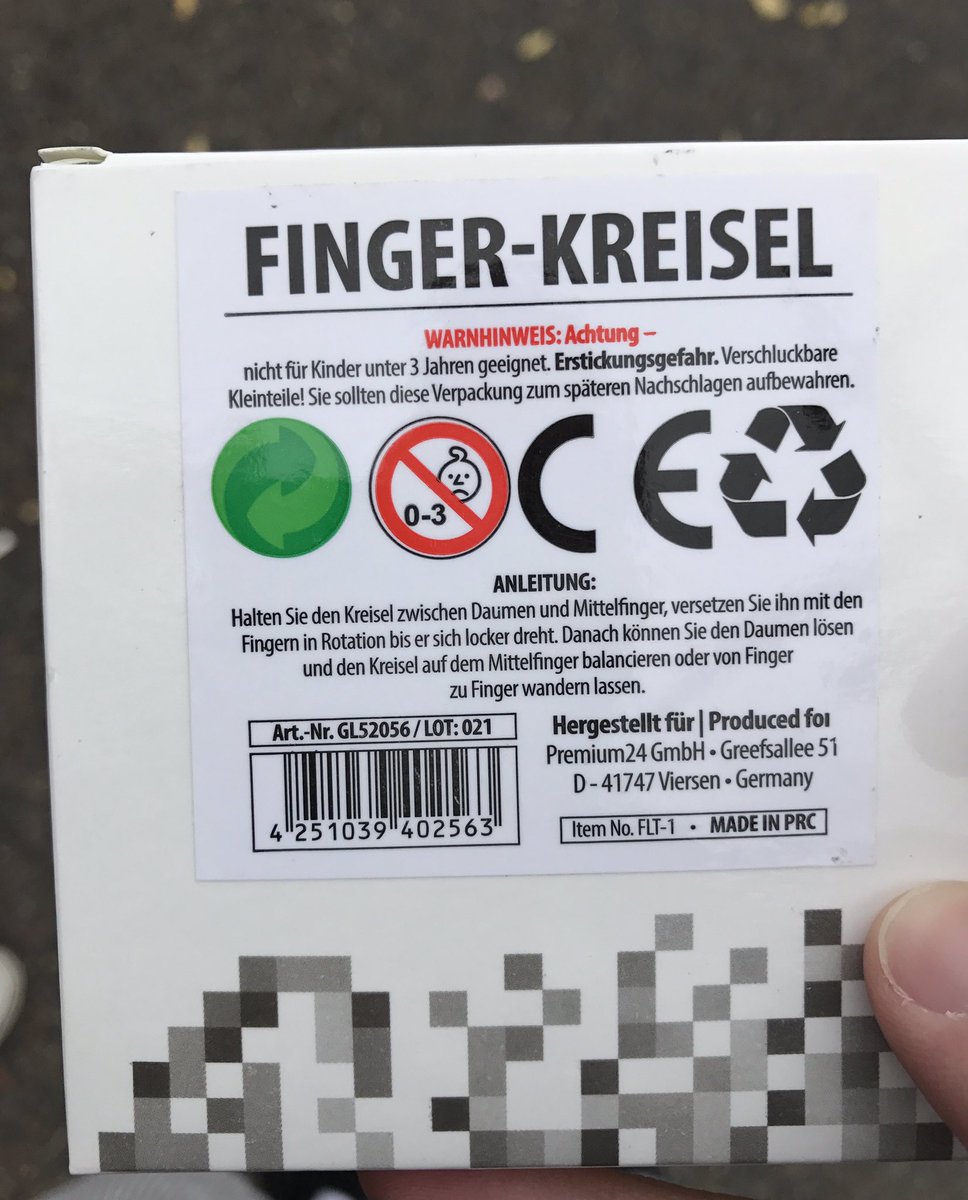 FINGER-KREISEL
WARNHINWEIS: Achtung –
nicht für Kinder unter 3 Jahren geeignet. Erstickungsgefahr. Verschluckbare
Kleinteile! Sie sollten diese Verpackung zum späteren Nachschlagen aufbewahren.
0-3
CE
ANLEITUNG:
Halten Sie den Kreisel zwischen Daumen und Mittelfinger, versetzen Sie ihn mit den
Fingern in Rotation bis er sich locker dreht. Danach können Sie den Daumen lösen
und den Kreisel auf dem Mittelfinger balancieren oder von Finger
zu Finger wandern lassen.
Art.-Nr. GL52056 / LOT: 021
4 251039 402563
Hergestellt für | Produced for
Premium24 GmbH • Greefsallee 51
D - 41747 Viersen • Germany
Item No. FLT-1 • MADE IN PRC